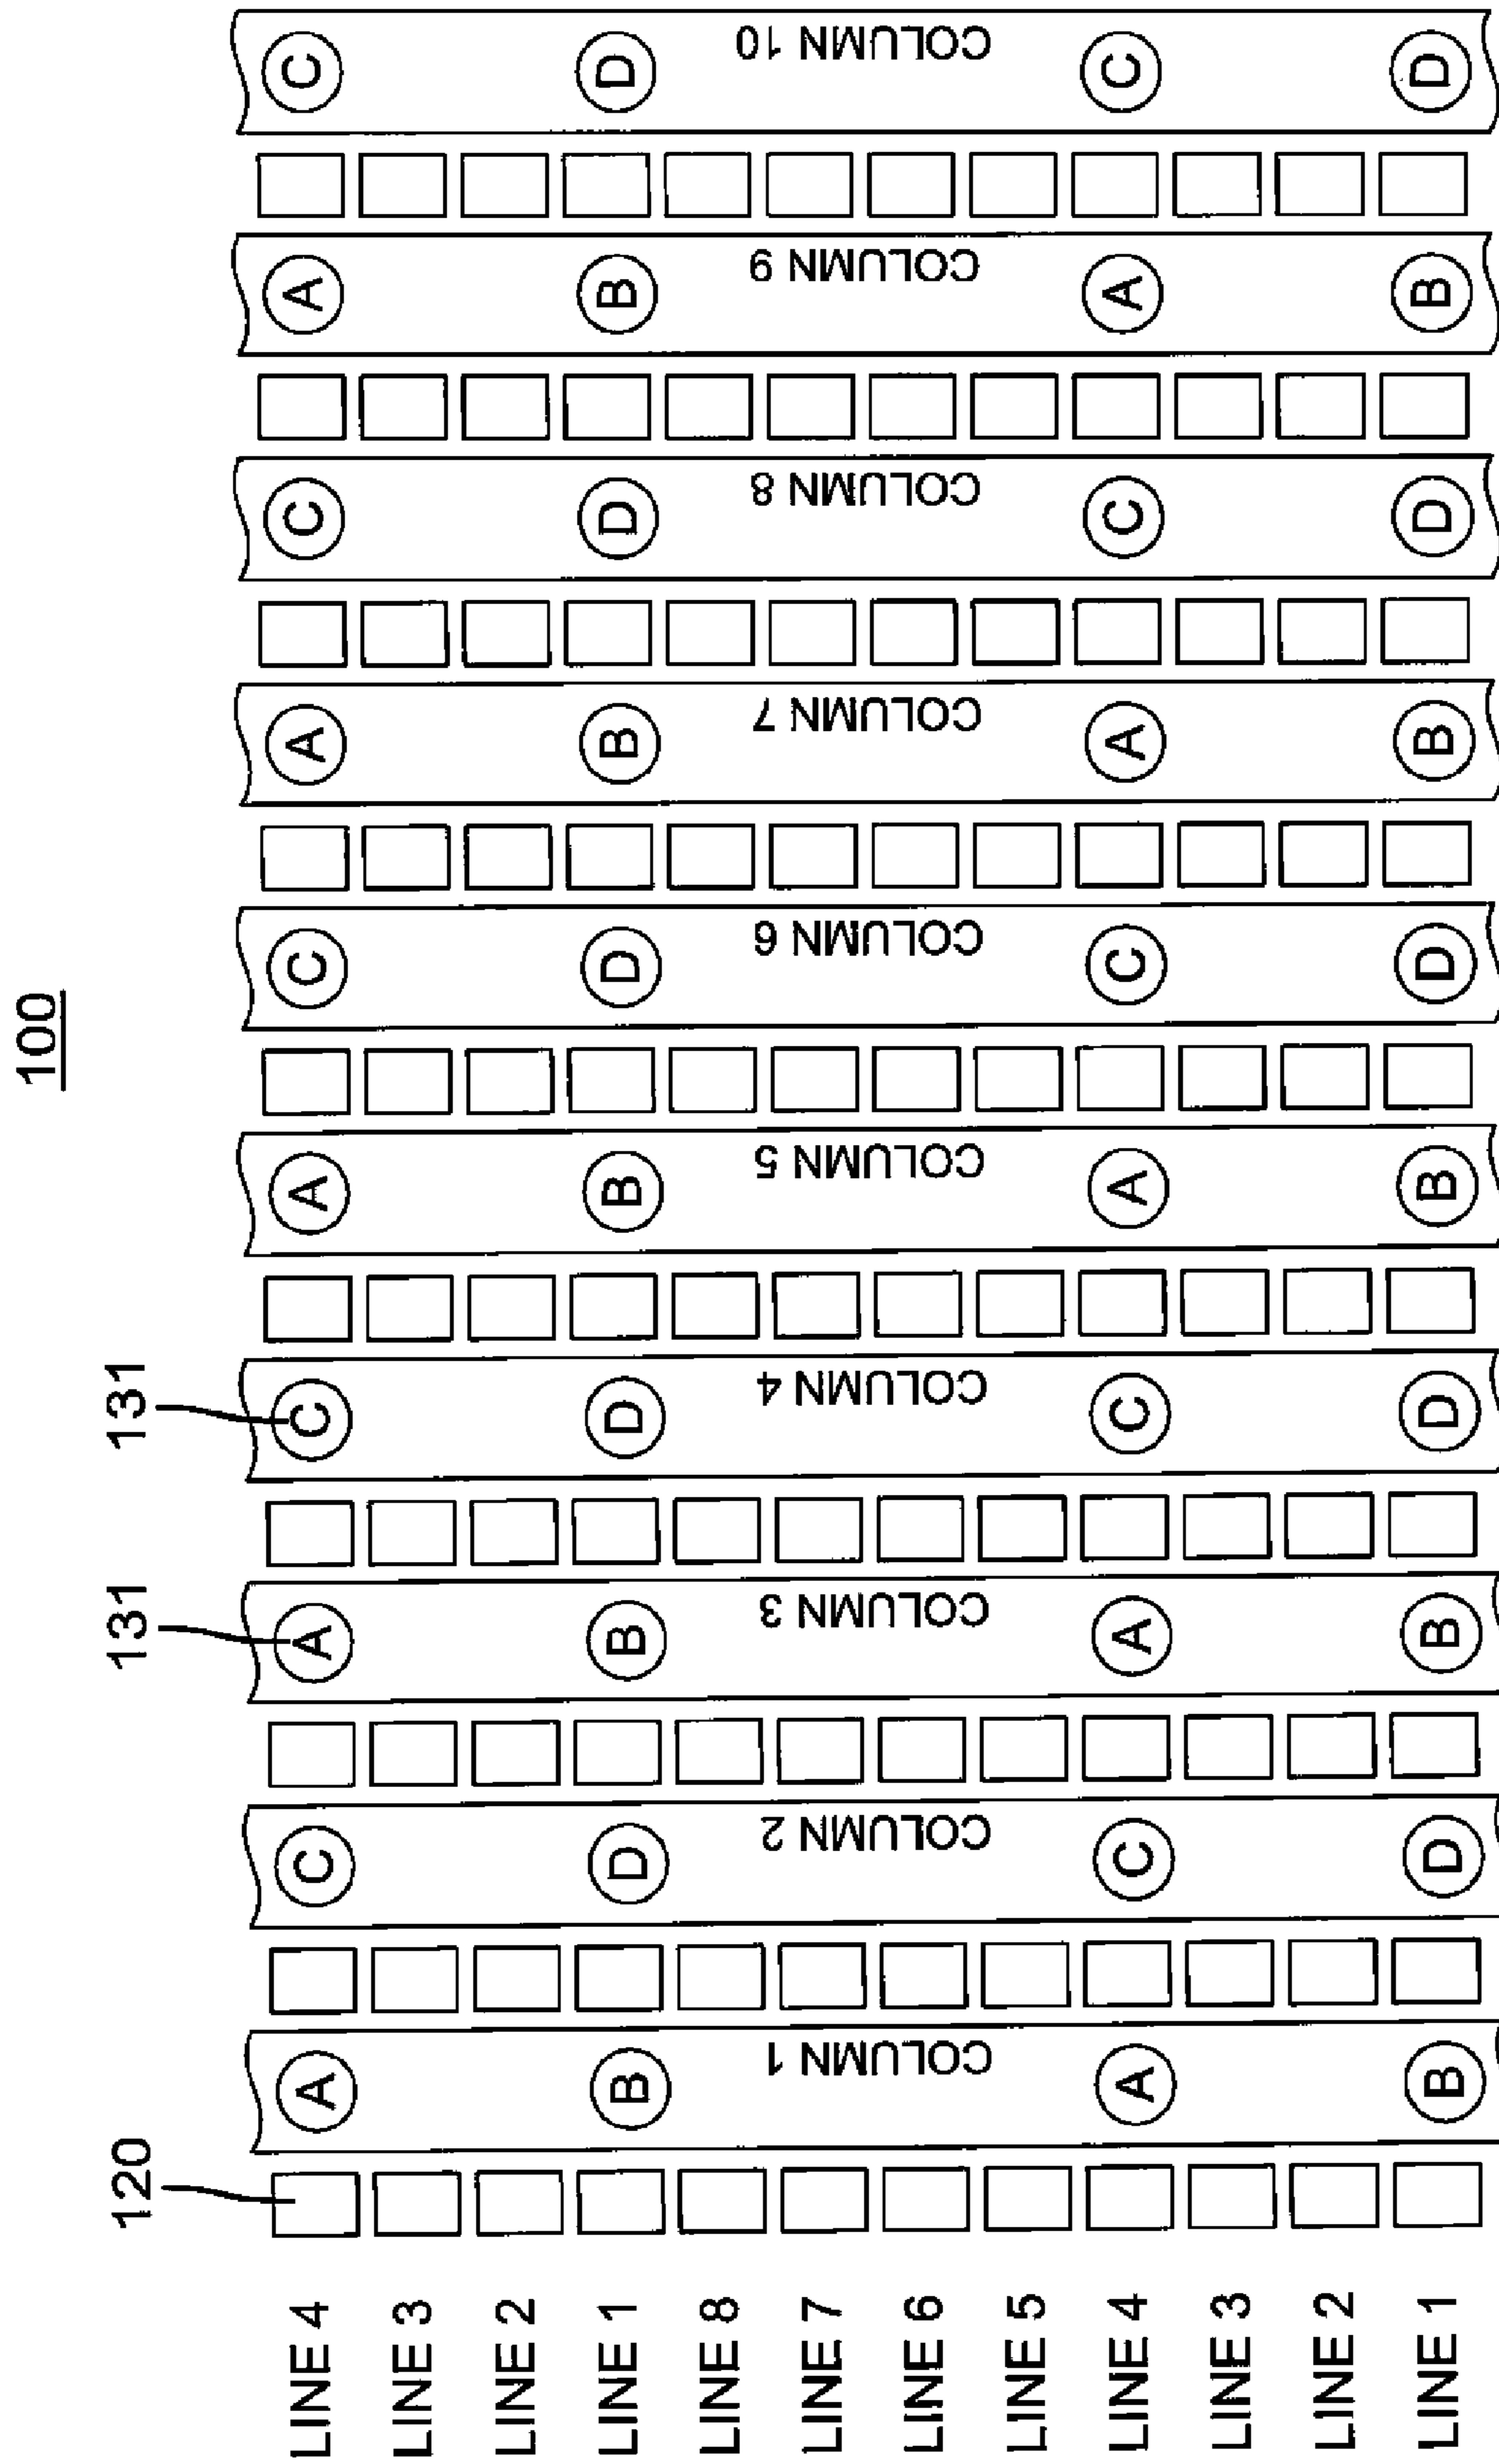 100
120 131 131
LINE 4 A C A C A C A C A C
LINE 3
LINE 2
LINE 1 B D B D B D B D B D
LINE 8
LINE 7
COLUMN 1
COLUMN 2
COLUMN 3
COLUMN 4
COLUMN 5
COLUMN 6
COLUMN 7
COLUMN 8
COLUMN 9
COLUMN 10
LINE 6
LINE 5
LINE 4 A C A C A C A C A C
LINE 3
LINE 2
LINE 1 B D B D B D B D B D